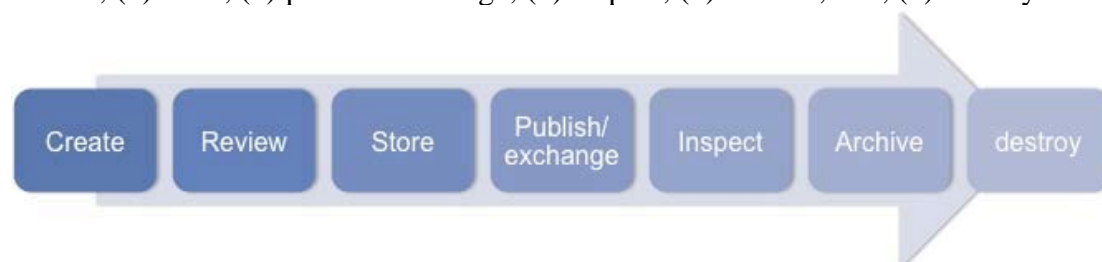 Create
Review
Store
Publish/
exchange
Inspect
Archive
destroy